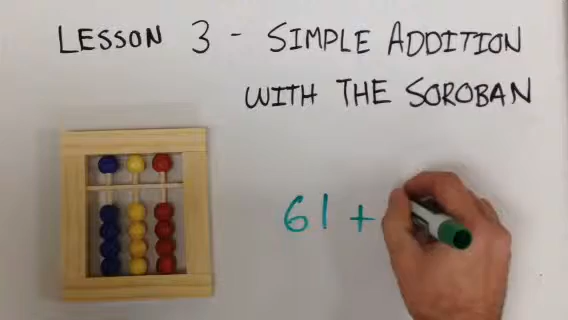 LESSON 3 - SIMPLE ADDITION
WITH THE SOROBAN
61 +